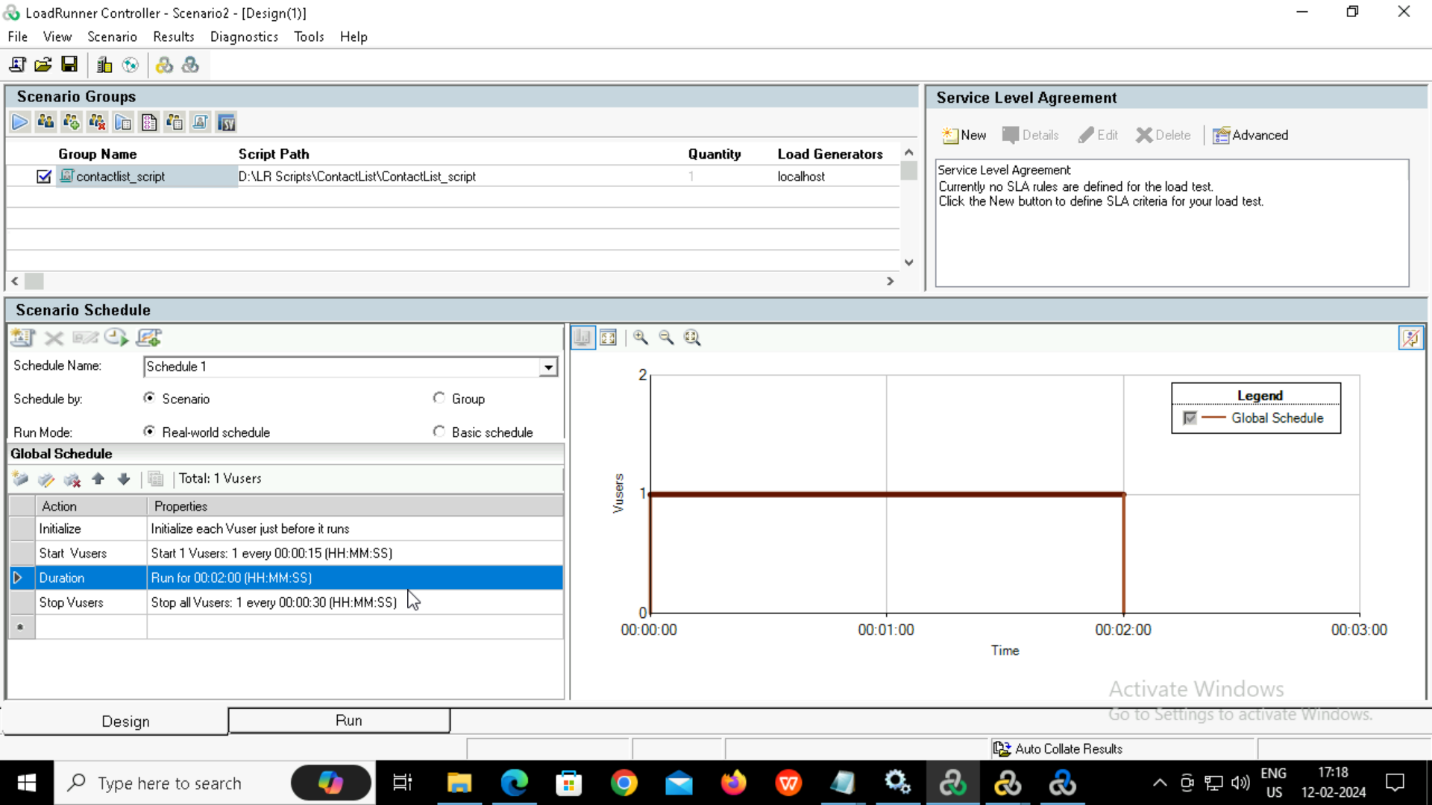 LoadRunner Controller - Scenario2 - [Design(1)]
File View Scenario Results Diagnostics Tools Help
Scenario Groups
Group Name Script Path Quantity Load Generators
contactlist_script D:\LR Scripts\ContactList\ContactList_script 1 localhost
Service Level Agreement
New Details Edit Delete Advanced
Service Level Agreement
Currently no SLA rules are defined for the load test.
Click the New button to define SLA criteria for your load test.
Scenario Schedule
Schedule Name: Schedule 1
Schedule by: Scenario Group
Run Mode: Real-world schedule Basic schedule
Global Schedule
Total: 1 Vusers
Action Properties
Initialize Initialize each Vuser just before it runs
Start Vusers Start 1 Vusers: 1 every 00:00:15 (HH:MM:SS)
Duration Run for 00:02:00 (HH:MM:SS)
Stop Vusers Stop all Vusers: 1 every 00:00:30 (HH:MM:SS)
*
2
1
0
Vusers
00:00:00 00:01:00 00:02:00 00:03:00
Time
Legend
Global Schedule
Activate Windows
Go to Settings to activate Windows.
Design Run
Auto Collate Results
Type here to search
ENG
US
17:18
12-02-2024